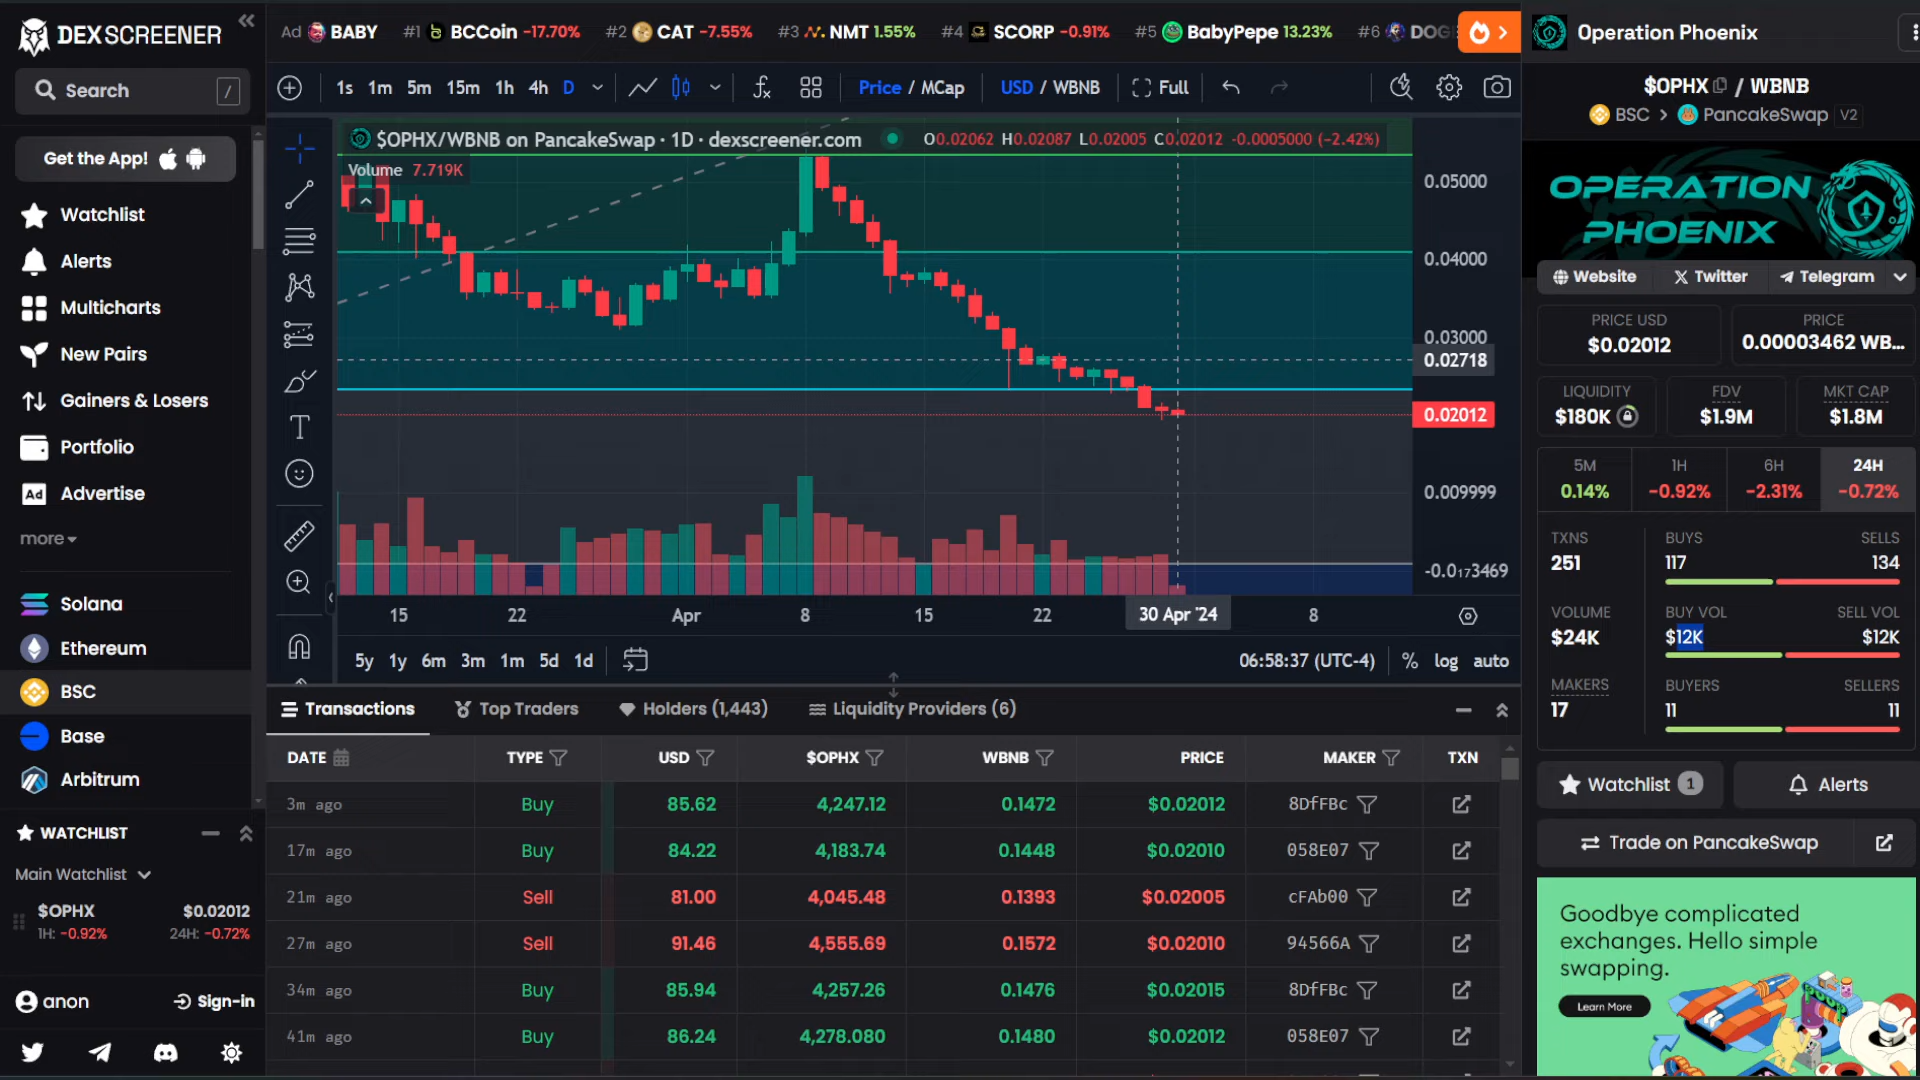 DEX SCREENER
Search /
Get the App!
Watchlist
Alerts
Multicharts
New Pairs
Gainers & Losers
Portfolio
Ad Advertise
more
Solana
Ethereum
BSC
Base
Arbitrum
WATCHLIST
Main Watchlist
$OPHX $0.02012
1H: -0.92% 24H: -0.72%
anon Sign-in
Ad BABY #1 BCCoin -17.70% #2 CAT -7.55% #3 NMT 1.55% #4 SCORP -0.91% #5 BabyPepe 13.23% #6 DOG
1s 1m 5m 15m 1h 4h D Price / MCap USD / WBNB Full
$OPHX/WBNB on PancakeSwap · 1D · dexscreener.com O0.02062 H0.02087 L0.02005 C0.02012 -0.0005000 (-2.42%)
Volume 7.719K
0.05000
0.04000
0.03000
0.02718
0.02012
0.009999
-0.0₁₇3469
15 22 Apr 8 15 22 30 Apr '24 8
5y 1y 6m 3m 1m 5d 1d 06:58:37 (UTC-4) % log auto
Transactions Top Traders Holders (1,443) Liquidity Providers (6)
DATE TYPE USD $OPHX WBNB PRICE MAKER TXN
3m ago Buy 85.62 4,247.12 0.1472 $0.02012 8DfFBc
17m ago Buy 84.22 4,183.74 0.1448 $0.02010 058E07
21m ago Sell 81.00 4,045.48 0.1393 $0.02005 cFAb00
27m ago Sell 91.46 4,555.69 0.1572 $0.02010 94566A
34m ago Buy 85.94 4,257.26 0.1476 $0.02015 8DfFBc
41m ago Buy 86.24 4,278.080 0.1480 $0.02012 058E07
Operation Phoenix
$OPHX / WBNB
BSC > PancakeSwap V2
OPERATION
PHOENIX
Website Twitter Telegram
PRICE USD PRICE
$0.02012 0.00003462 WB...
LIQUIDITY FDV MKT CAP
$180K $1.9M $1.8M
5M 1H 6H 24H
0.14% -0.92% -2.31% -0.72%
TXNS BUYS SELLS
251 117 134
VOLUME BUY VOL SELL VOL
$24K $12K $12K
MAKERS BUYERS SELLERS
17 11 11
Watchlist 1 Alerts
Trade on PancakeSwap
Goodbye complicated
exchanges. Hello simple
swapping.
Learn More